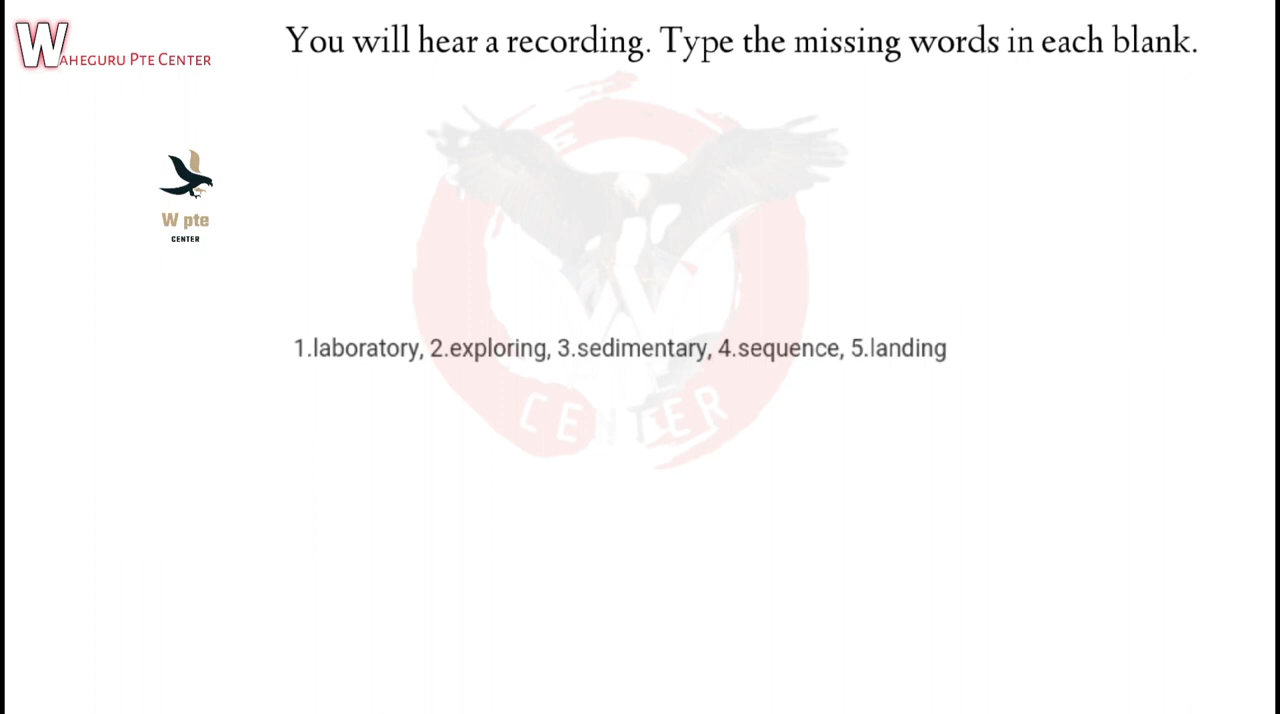 You will hear a recording. Type the missing words in each blank.
WAHEGURU PTE CENTER
W pte
CENTER
1.laboratory, 2.exploring, 3.sedimentary, 4.sequence, 5.landing
CENTER